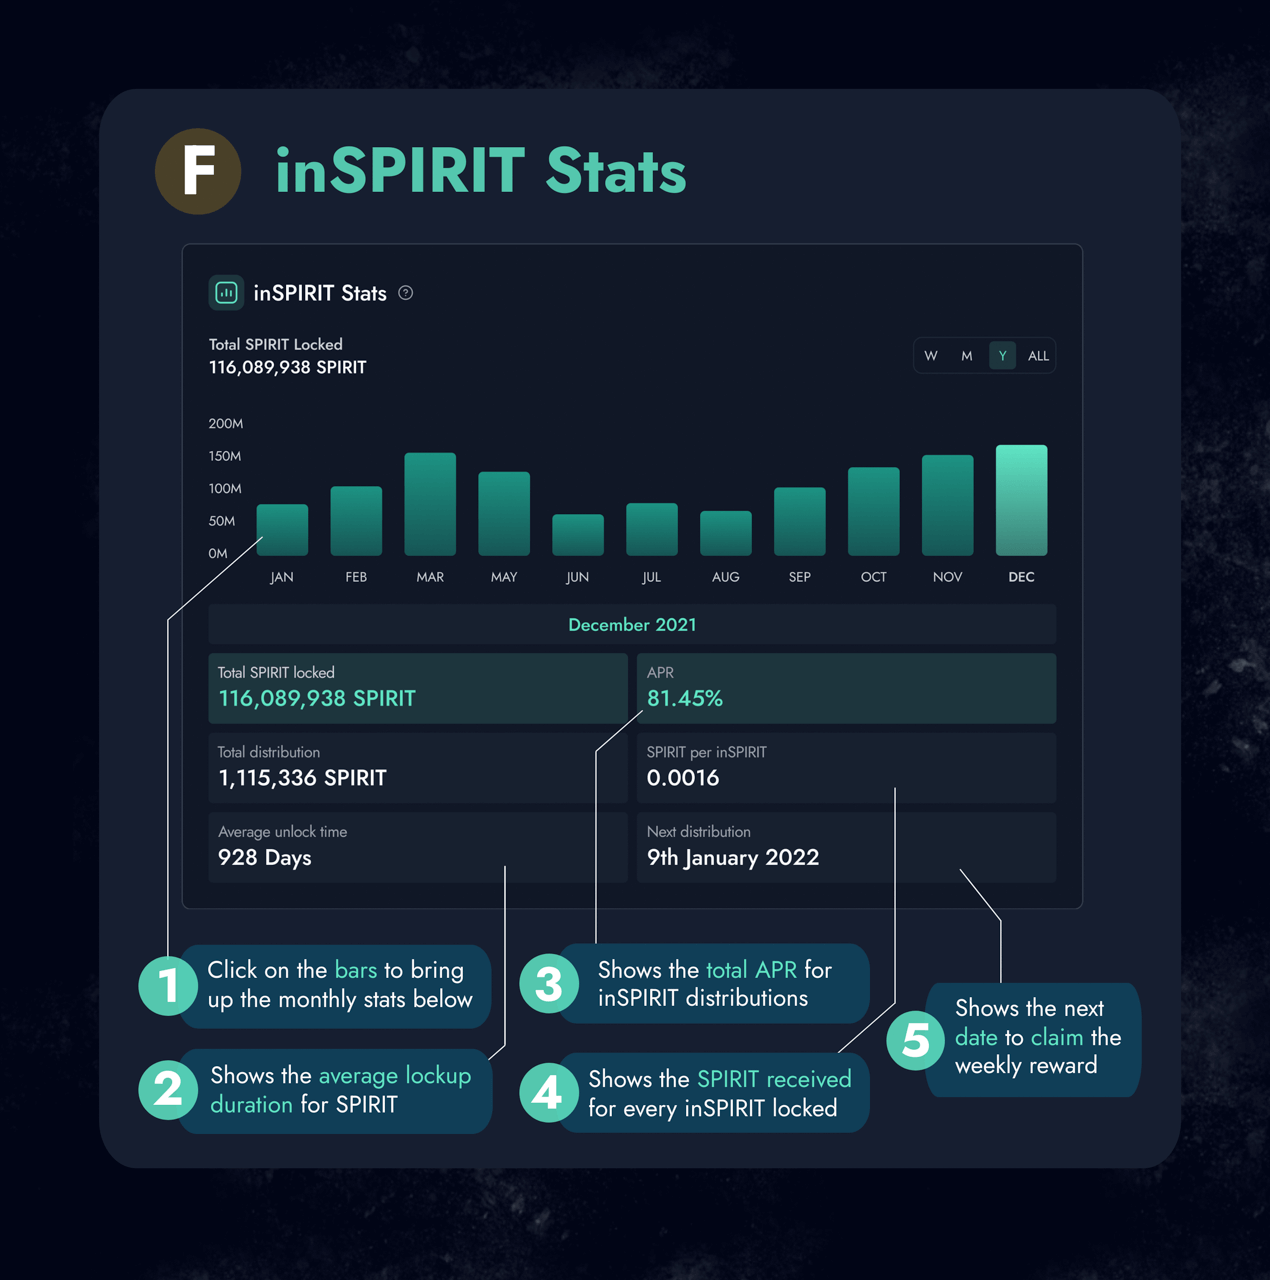 F
inSPIRIT Stats
inSPIRIT Stats ?
Total SPIRIT Locked
116,089,938 SPIRIT
W M Y ALL
200M
150M
100M
50M
0M
JAN FEB MAR MAY JUN JUL AUG SEP OCT NOV DEC
December 2021
Total SPIRIT locked
116,089,938 SPIRIT
APR
81.45%
Total distribution
1,115,336 SPIRIT
SPIRIT per inSPIRIT
0.0016
Average unlock time
928 Days
Next distribution
9th January 2022
1
Click on the bars to bring
up the monthly stats below
2
Shows the average lockup
duration for SPIRIT
3
Shows the total APR for
inSPIRIT distributions
4
Shows the SPIRIT received
for every inSPIRIT locked
5
Shows the next
date to claim the
weekly reward